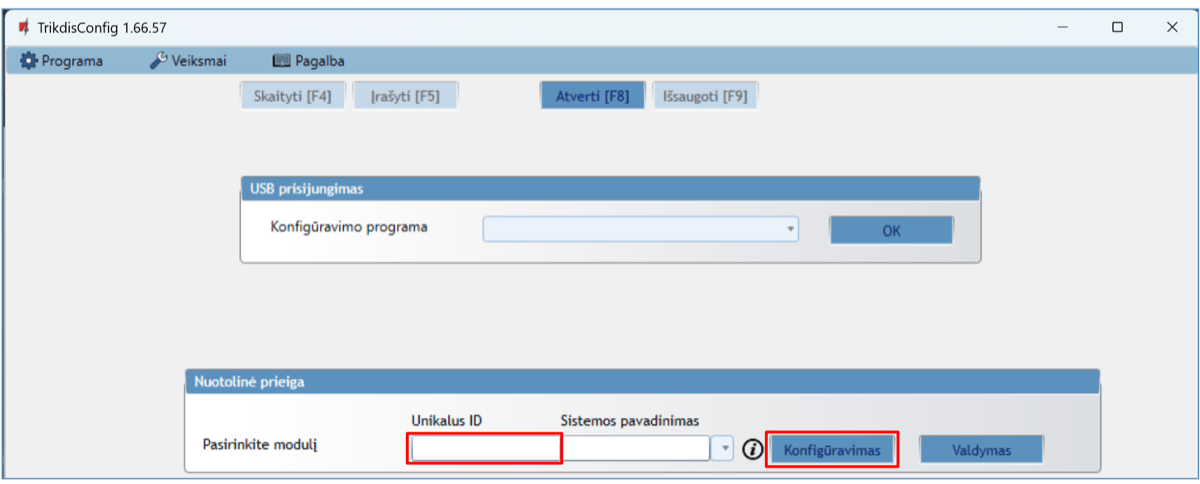 TrikdisConfig 1.66.57
Programa Veiksmai Pagalba
Skaityti [F4] Įrašyti [F5] Atverti [F8] Išsaugoti [F9]
USB prisijungimas
Konfigūravimo programa OK
Nuotolinė prieiga
Unikalus ID Sistemos pavadinimas
Pasirinkite modulį Konfigūravimas Valdymas